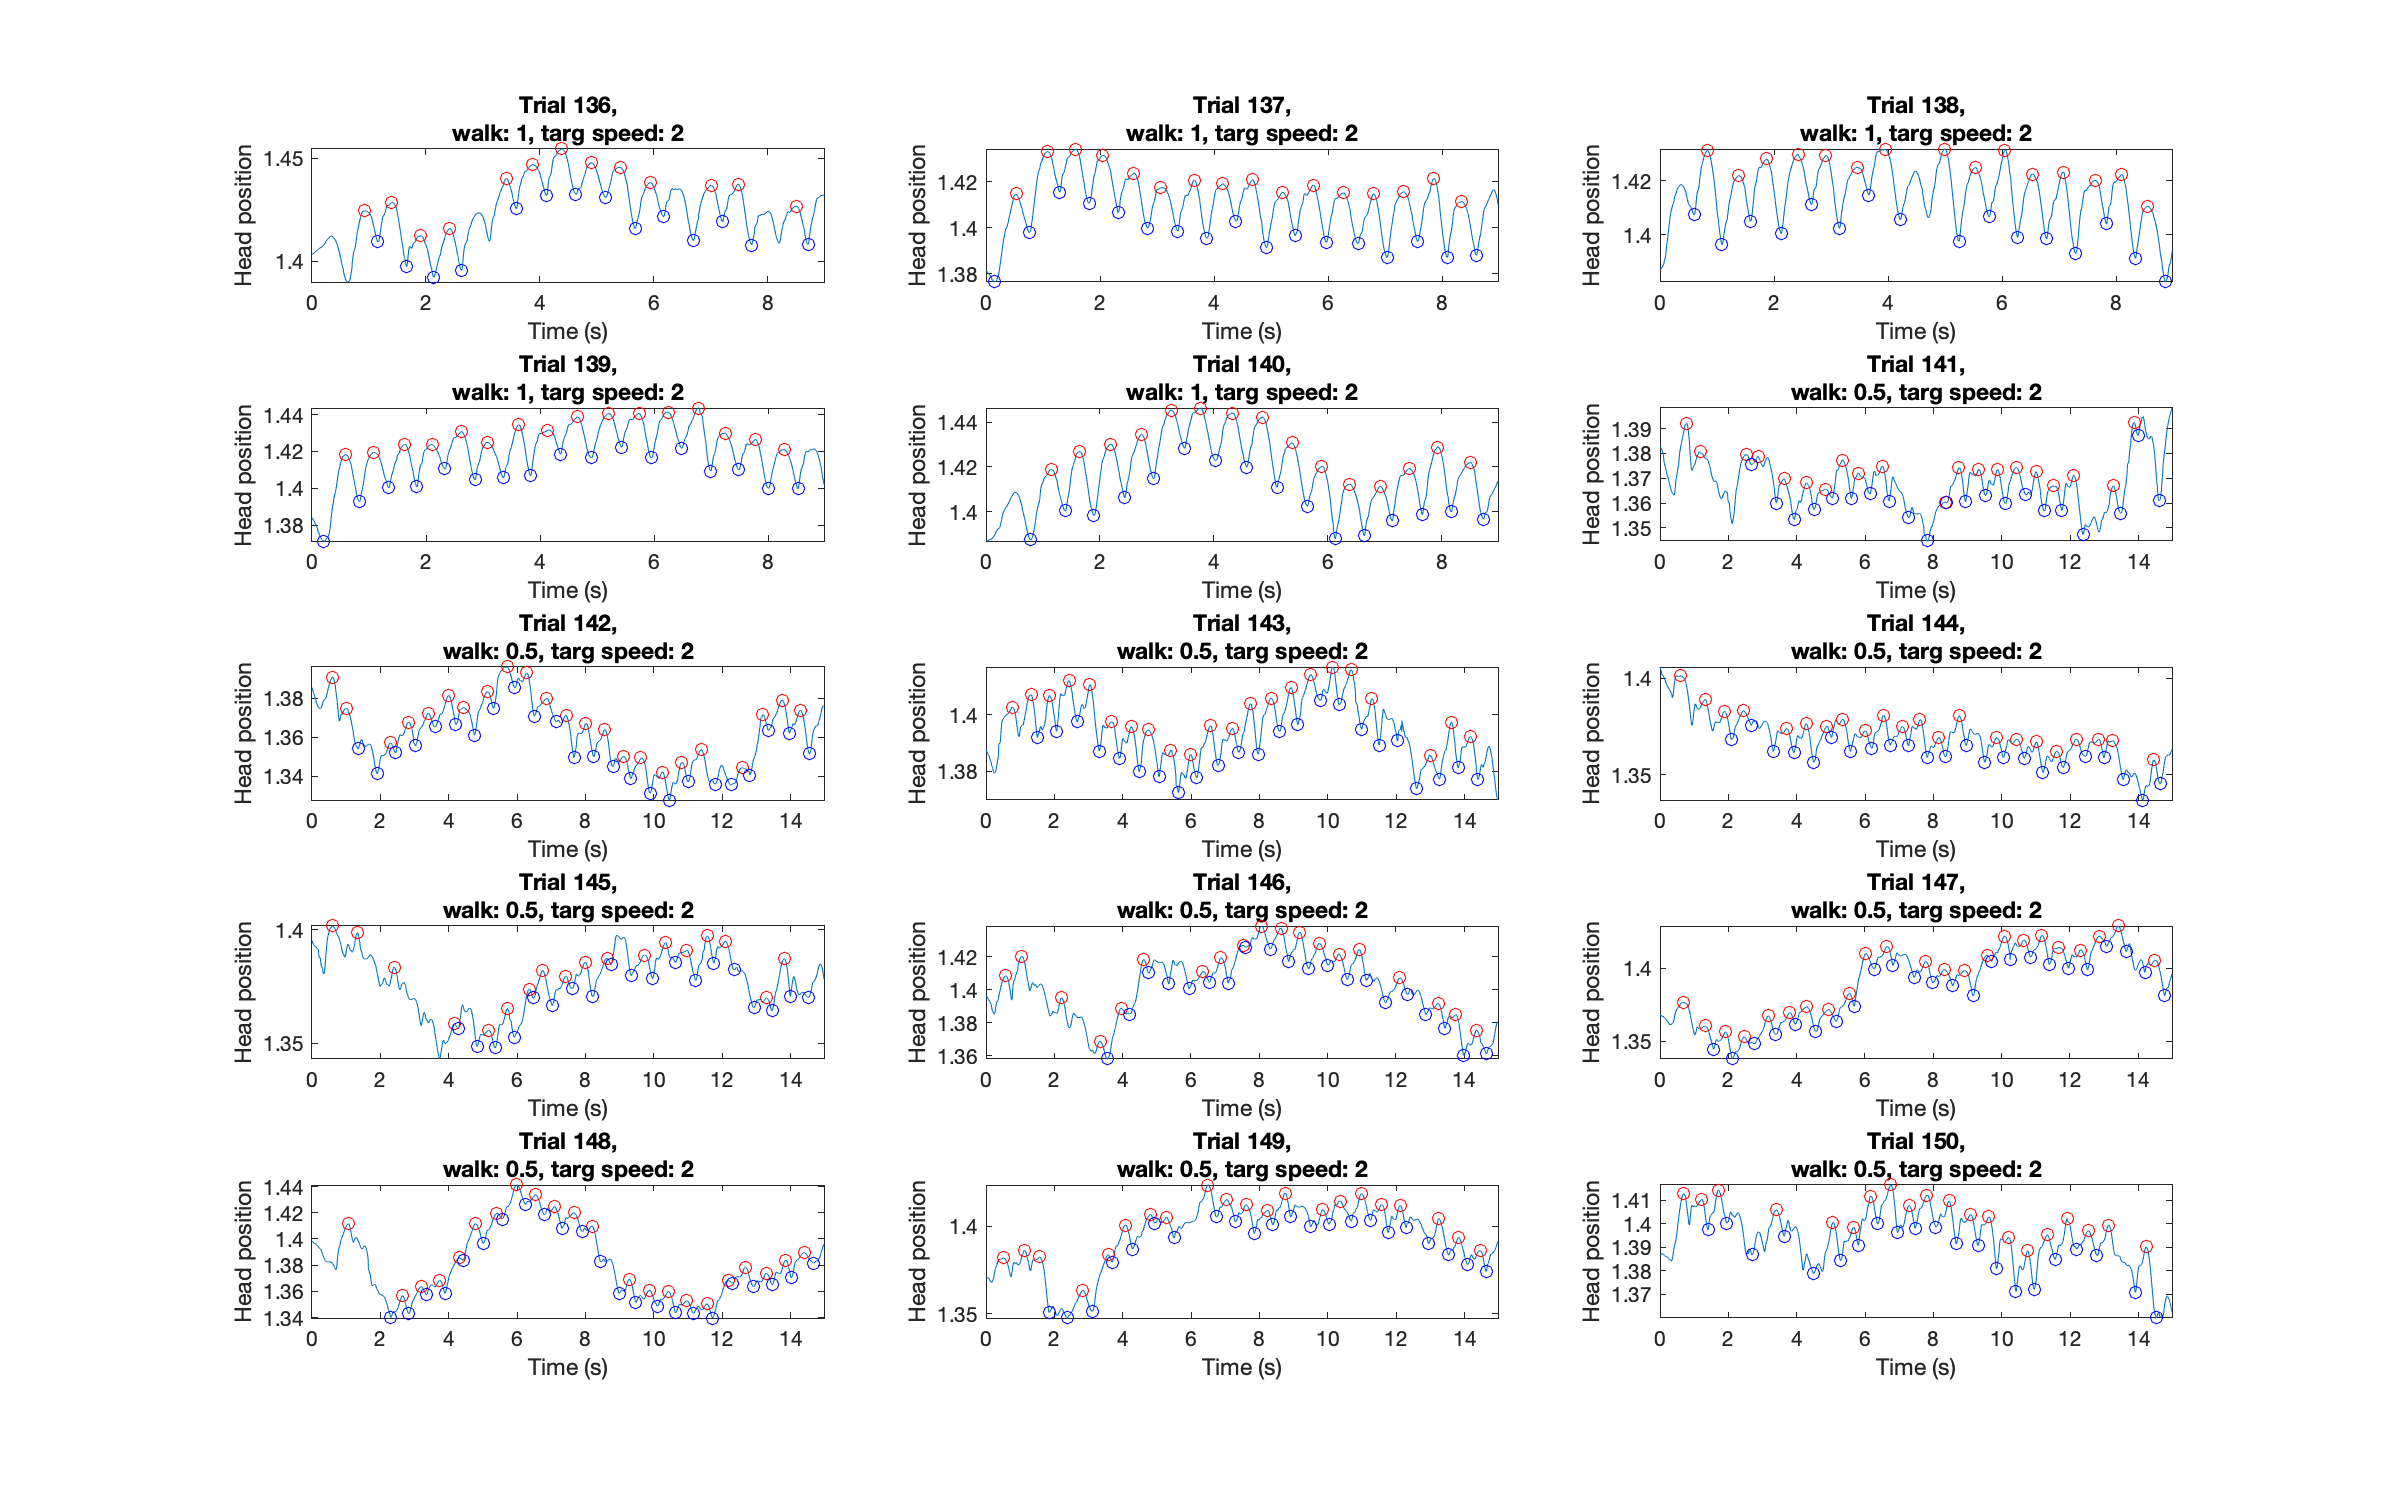 Trial 136,
walk: 1, targ speed: 2
Head position
1.45
1.4
0 2 4 6 8
Time (s)
Trial 137,
walk: 1, targ speed: 2
Head position
1.42
1.4
1.38
0 2 4 6 8
Time (s)
Trial 138,
walk: 1, targ speed: 2
Head position
1.42
1.4
0 2 4 6 8
Time (s)
Trial 139,
walk: 1, targ speed: 2
Head position
1.44
1.42
1.4
1.38
0 2 4 6 8
Time (s)
Trial 140,
walk: 1, targ speed: 2
Head position
1.44
1.42
1.4
0 2 4 6 8
Time (s)
Trial 141,
walk: 0.5, targ speed: 2
Head position
1.39
1.38
1.37
1.36
1.35
0 2 4 6 8 10 12 14
Time (s)
Trial 142,
walk: 0.5, targ speed: 2
Head position
1.38
1.36
1.34
0 2 4 6 8 10 12 14
Time (s)
Trial 143,
walk: 0.5, targ speed: 2
Head position
1.4
1.38
0 2 4 6 8 10 12 14
Time (s)
Trial 144,
walk: 0.5, targ speed: 2
Head position
1.4
1.35
0 2 4 6 8 10 12 14
Time (s)
Trial 145,
walk: 0.5, targ speed: 2
Head position
1.4
1.35
0 2 4 6 8 10 12 14
Time (s)
Trial 146,
walk: 0.5, targ speed: 2
Head position
1.42
1.4
1.38
1.36
0 2 4 6 8 10 12 14
Time (s)
Trial 147,
walk: 0.5, targ speed: 2
Head position
1.4
1.35
0 2 4 6 8 10 12 14
Time (s)
Trial 148,
walk: 0.5, targ speed: 2
Head position
1.44
1.42
1.4
1.38
1.36
1.34
0 2 4 6 8 10 12 14
Time (s)
Trial 149,
walk: 0.5, targ speed: 2
Head position
1.4
1.35
0 2 4 6 8 10 12 14
Time (s)
Trial 150,
walk: 0.5, targ speed: 2
Head position
1.41
1.4
1.39
1.38
1.37
0 2 4 6 8 10 12 14
Time (s)